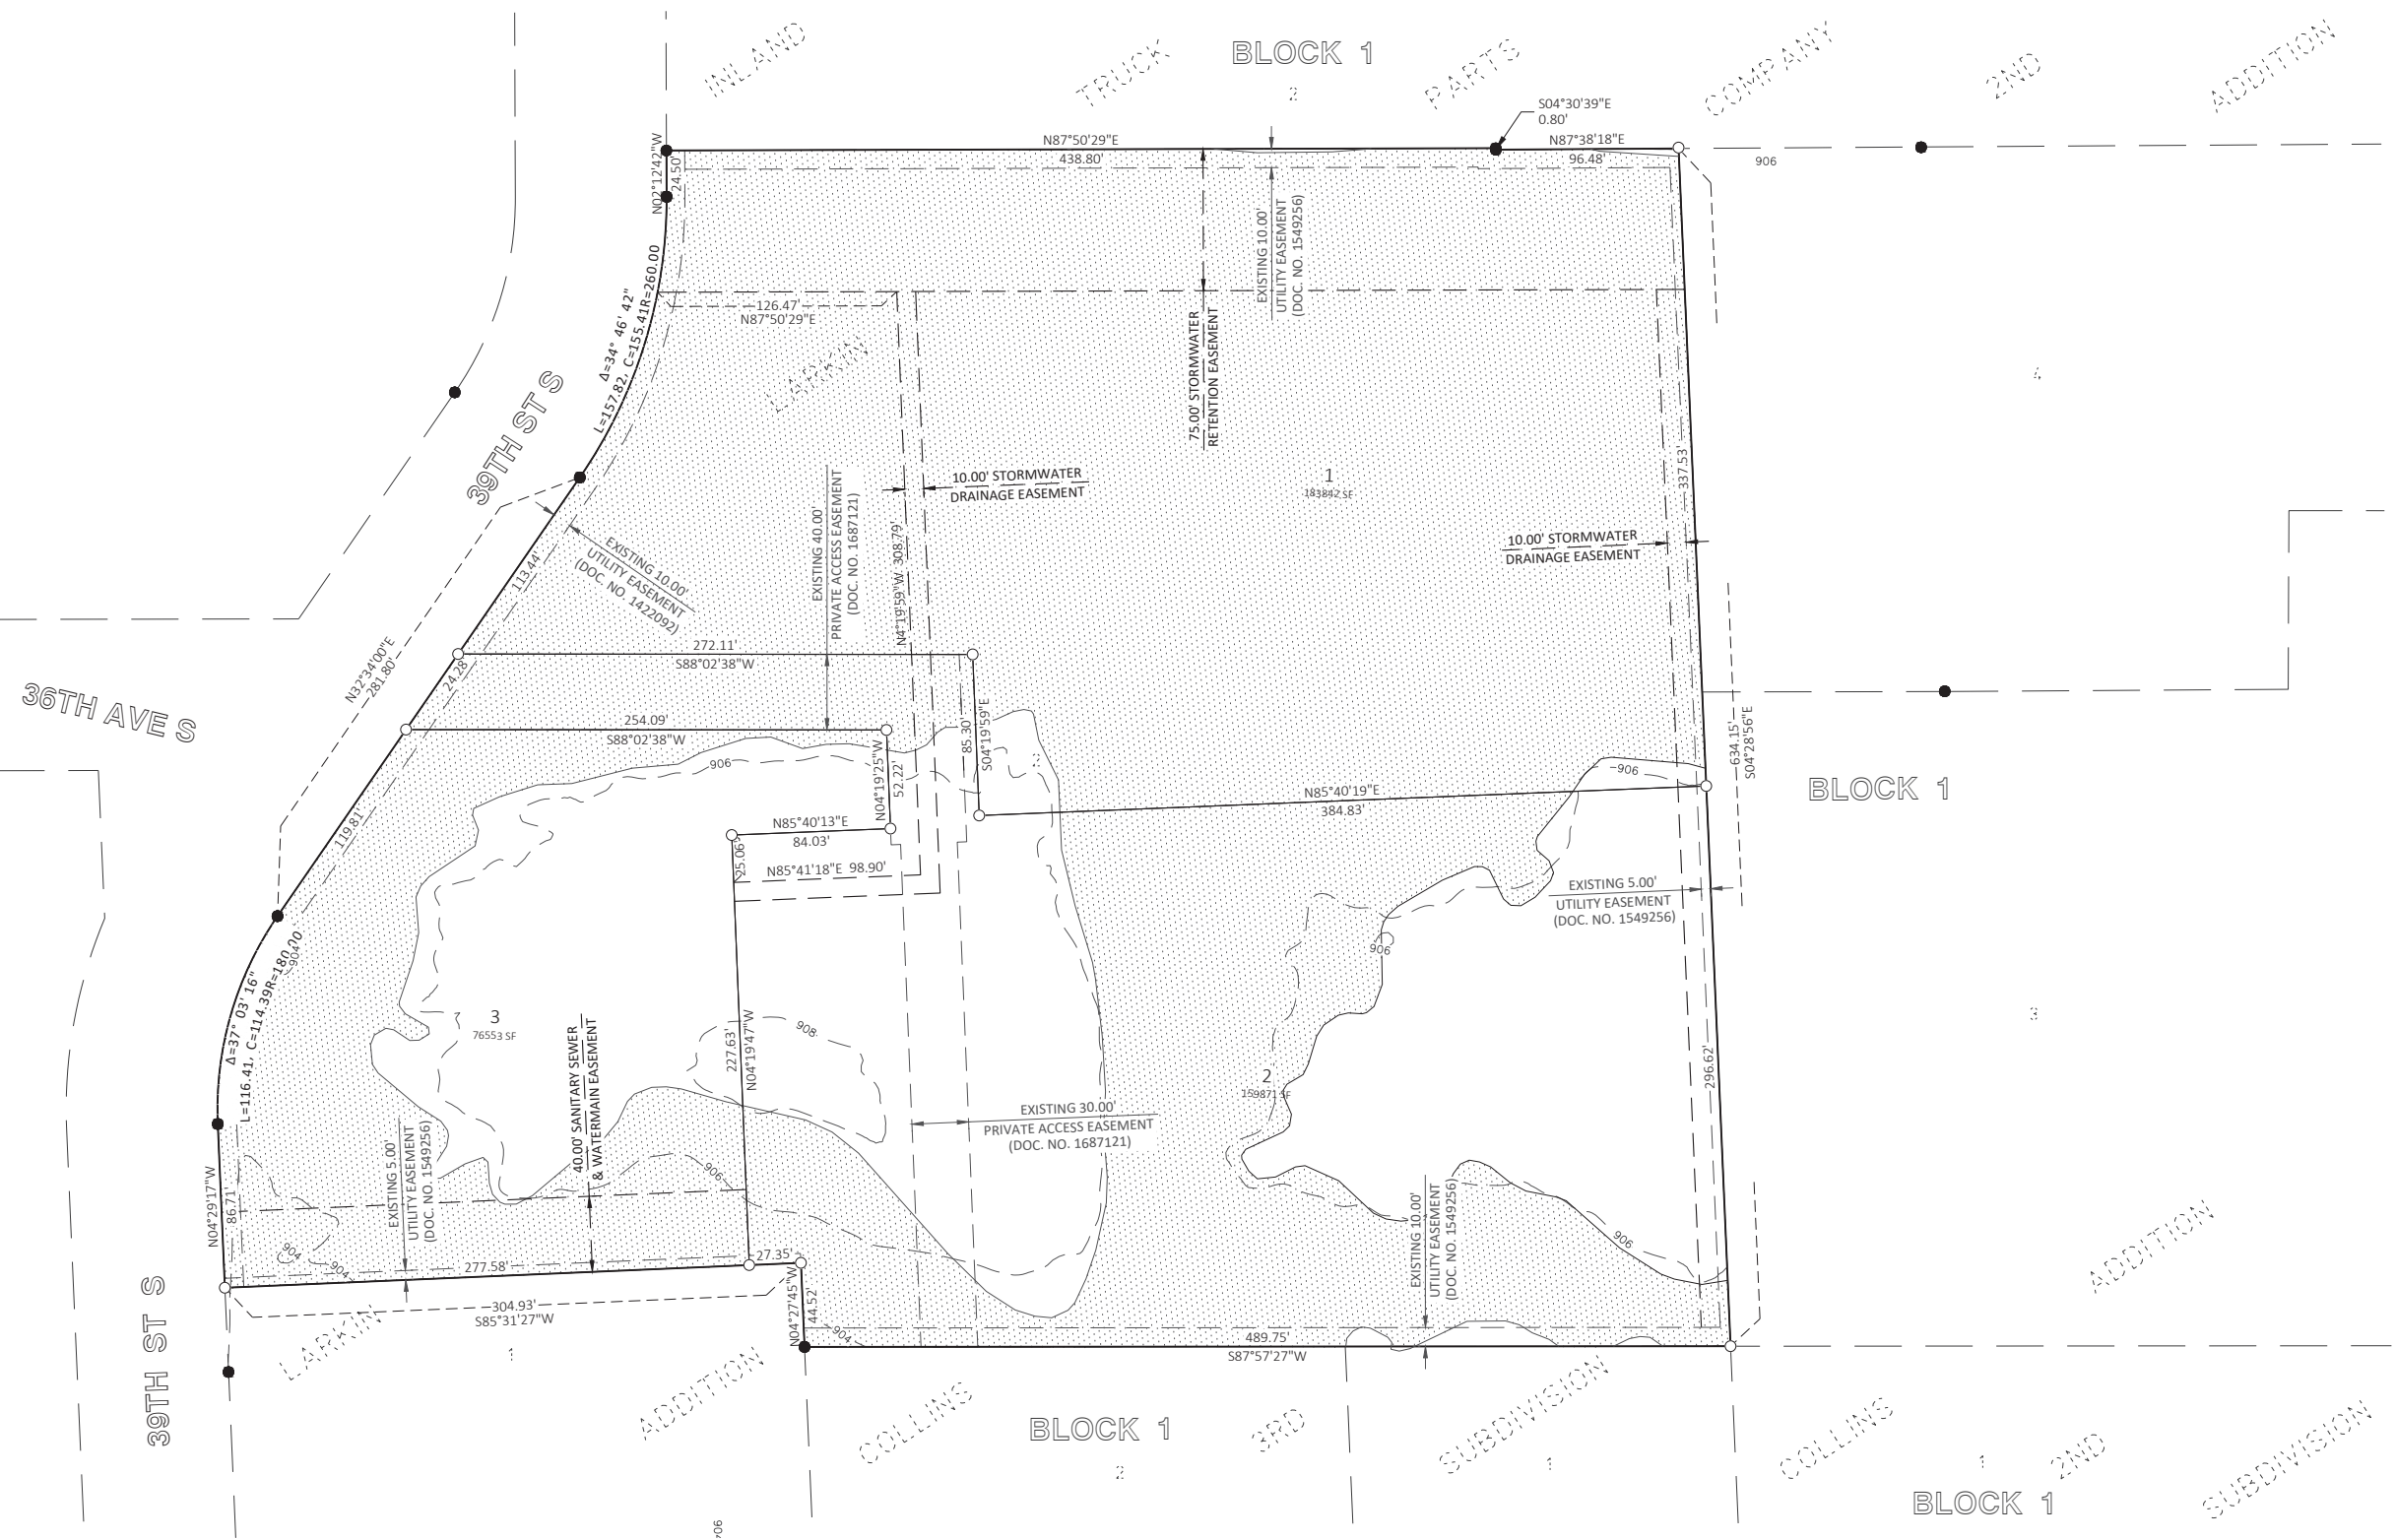 INLAND
TRUCK
BLOCK 1
2
PARTS
COMPANY
2ND
ADDITION
S04°30'39"E
0.80'
N87°50'29"E
438.80'
N87°38'18"E
96.48'
906
N02°12'42"W
24.50'
126.47'
N87°50'29"E
Δ=34° 46' 42"
L=157.82, C=155.41R=260.00
EXISTING 10.00'
UTILITY EASEMENT
(DOC. NO. 1549256)
75.00' STORMWATER
RETENTION EASEMENT
LARKIN
4
39TH ST S
10.00' STORMWATER
DRAINAGE EASEMENT
1
183842 SF
337.53'
EXISTING 40.00'
PRIVATE ACCESS EASEMENT
(DOC. NO. 1687121)
N4°19'59"W 308.79'
10.00' STORMWATER
DRAINAGE EASEMENT
EXISTING 10.00'
UTILITY EASEMENT
(DOC. NO. 1422092)
113.44'
N32°34'00"E
281.80'
24.28'
272.11'
S88°02'38"W
36TH AVE S
254.09'
S88°02'38"W
85.30'
S04°19'59"E
2
906
906
634.15'
S04°28'56"E
BLOCK 1
N04°19'25"W
52.22'
N85°40'19"E
384.83'
119.81'
N85°40'13"E
84.03'
25.06'
N85°41'18"E 98.90'
EXISTING 5.00'
UTILITY EASEMENT
(DOC. NO. 1549256)
906
904
Δ=37° 03' 16"
L=116.41, C=114.39R=180.00
3
76553 SF
40.00' SANITARY SEWER
& WATERMAIN EASEMENT
227.63'
N04°19'47"W
908
3
2
159871 SF
296.62'
EXISTING 30.00'
PRIVATE ACCESS EASEMENT
(DOC. NO. 1687121)
N04°29'17"W
86.71'
EXISTING 5.00'
UTILITY EASEMENT
(DOC. NO. 1549256)
906
EXISTING 10.00'
UTILITY EASEMENT
(DOC. NO. 1549256)
906
ADDITION
904
904
277.58'
27.35'
304.93'
S85°31'27"W
N04°27'45"W
44.52'
904
489.75'
S87°57'27"W
39TH ST S
LARKIN
1
ADDITION
COLLINS
BLOCK 1
2
3RD
SUBDIVISION
1
COLLINS
1
2ND
BLOCK 1
SUBDIVISION
906